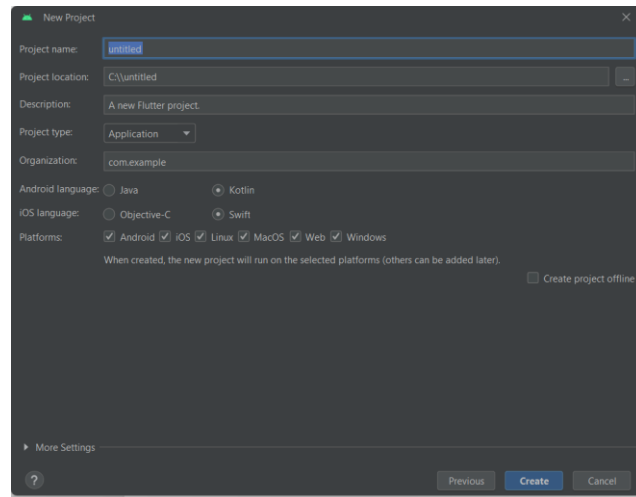 New Project
Project name: untitled
Project location: C:\\untitled ...
Description: A new Flutter project.
Project type: Application
Organization: com.example
Android language: Java Kotlin
iOS language: Objective-C Swift
Platforms: Android iOS Linux MacOS Web Windows
When created, the new project will run on the selected platforms (others can be added later).
Create project offline
More Settings
? Previous Create Cancel